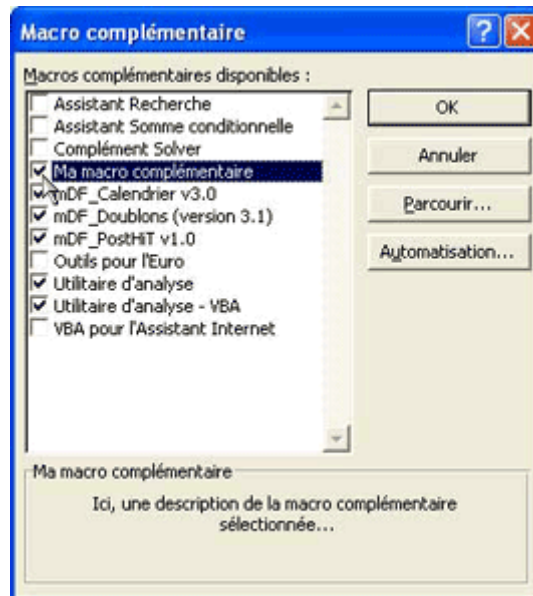 Macro complémentaire
Macros complémentaires disponibles :
Assistant Recherche
Assistant Somme conditionnelle
Complément Solver
Ma macro complémentaire
mDF_Calendrier v3.0
mDF_Doublons (version 3.1)
mDF_PostHiT v1.0
Outils pour l'Euro
Utilitaire d'analyse
Utilitaire d'analyse - VBA
VBA pour l'Assistant Internet
OK
Annuler
Parcourir...
Automatisation...
Ma macro complémentaire
Ici, une description de la macro complémentaire
sélectionnée...